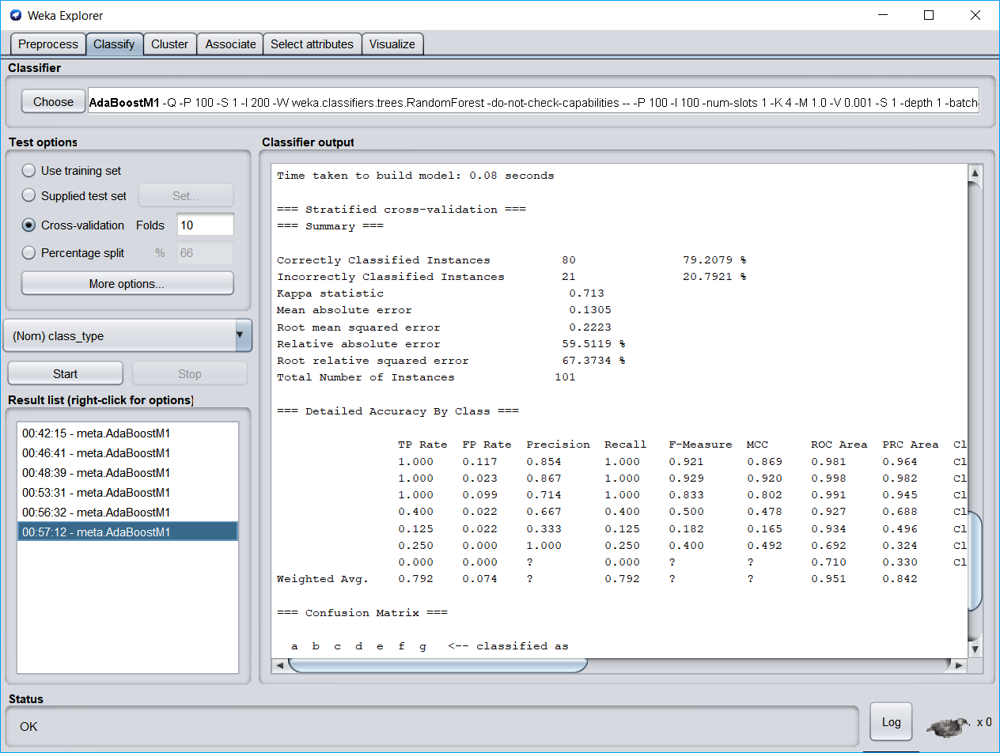 Weka Explorer
Preprocess Classify Cluster Associate Select attributes Visualize
Classifier
Choose AdaBoostM1 -Q -P 100 -S 1 -I 200 -W weka.classifiers.trees.RandomForest -do-not-check-capabilities -- -P 100 -I 100 -num-slots 1 -K 4 -M 1.0 -V 0.001 -S 1 -depth 1 -batch-
Test options
Use training set
Supplied test set Set...
Cross-validation Folds 10
Percentage split % 66
More options...
(Nom) class_type
Start Stop
Result list (right-click for options)
00:42:15 - meta.AdaBoostM1
00:46:41 - meta.AdaBoostM1
00:48:39 - meta.AdaBoostM1
00:53:31 - meta.AdaBoostM1
00:56:32 - meta.AdaBoostM1
00:57:12 - meta.AdaBoostM1
Classifier output
Time taken to build model: 0.08 seconds
=== Stratified cross-validation ===
=== Summary ===
Correctly Classified Instances 80 79.2079 %
Incorrectly Classified Instances 21 20.7921 %
Kappa statistic 0.713
Mean absolute error 0.1305
Root mean squared error 0.2223
Relative absolute error 59.5119 %
Root relative squared error 67.3734 %
Total Number of Instances 101
=== Detailed Accuracy By Class ===
TP Rate FP Rate Precision Recall F-Measure MCC ROC Area PRC Area Cl
1.000 0.117 0.854 1.000 0.921 0.869 0.981 0.964 Cl
1.000 0.023 0.867 1.000 0.929 0.920 0.998 0.982 Cl
1.000 0.099 0.714 1.000 0.833 0.802 0.991 0.945 Cl
0.400 0.022 0.667 0.400 0.500 0.478 0.927 0.688 Cl
0.125 0.022 0.333 0.125 0.182 0.165 0.934 0.496 Cl
0.250 0.000 1.000 0.250 0.400 0.492 0.692 0.324 Cl
0.000 0.000 ? 0.000 ? ? 0.710 0.330 Cl
Weighted Avg. 0.792 0.074 ? 0.792 ? ? 0.951 0.842
=== Confusion Matrix ===
a b c d e f g <-- classified as
Status
OK
Log
x 0